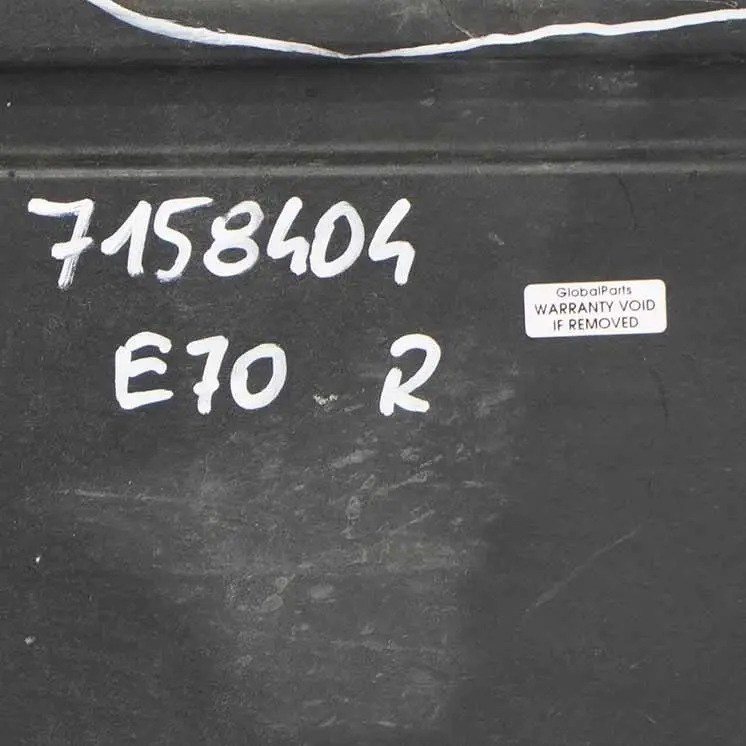 7158404
E70 R
GlobalParts
WARRANTY VOID
IF REMOVED